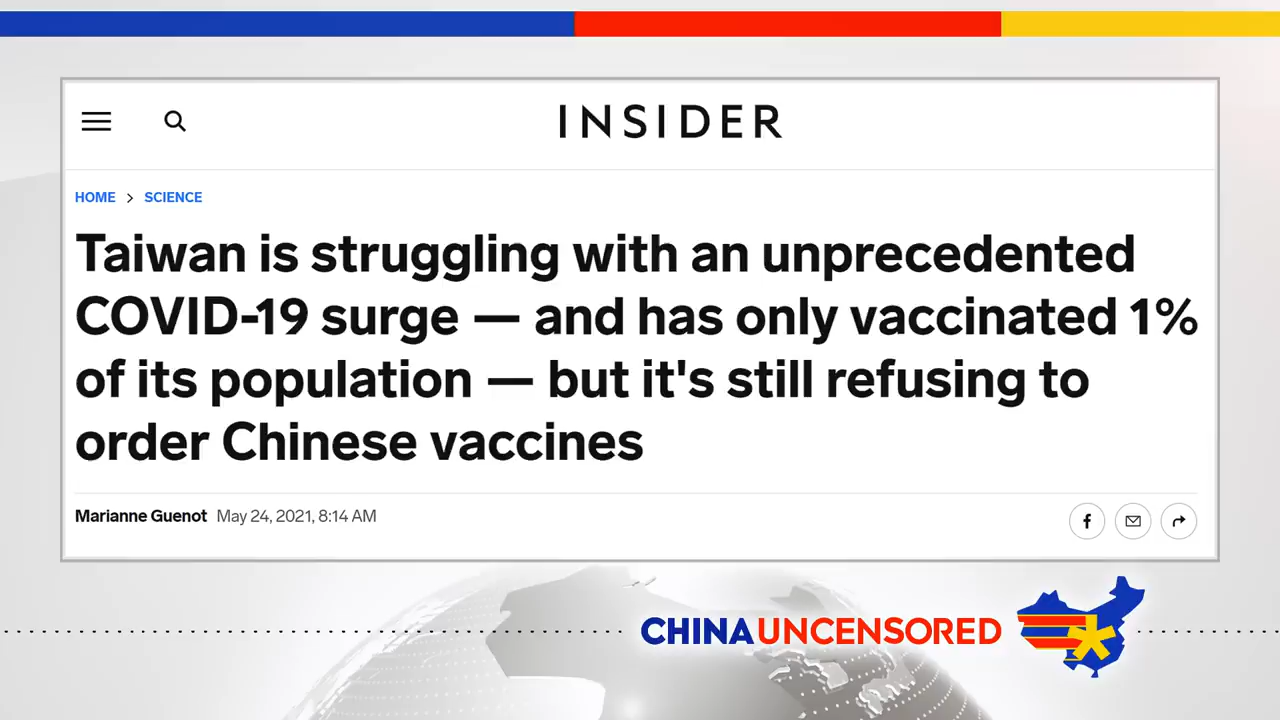 INSIDER
HOME > SCIENCE
Taiwan is struggling with an unprecedented
COVID-19 surge — and has only vaccinated 1%
of its population — but it's still refusing to
order Chinese vaccines
Marianne Guenot May 24, 2021, 8:14 AM
CHINAUNCENSORED